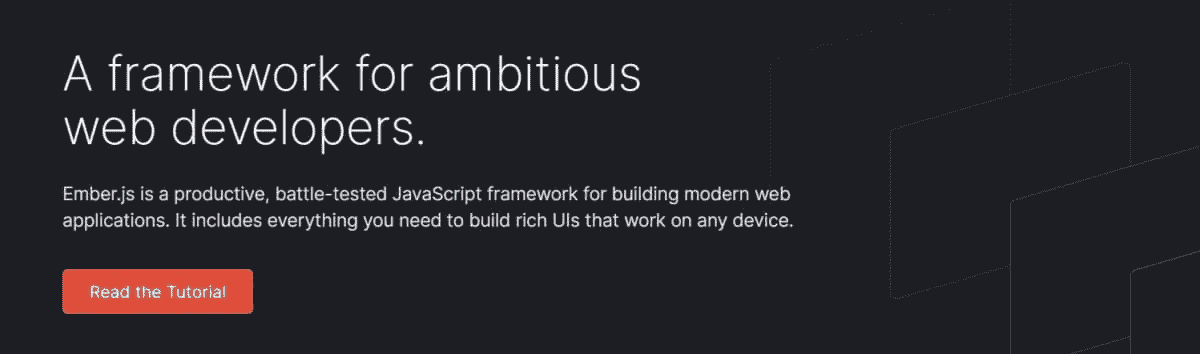 A framework for ambitious
web developers.
Ember.js is a productive, battle-tested JavaScript framework for building modern web
applications. It includes everything you need to build rich UIs that work on any device.
Read the Tutorial